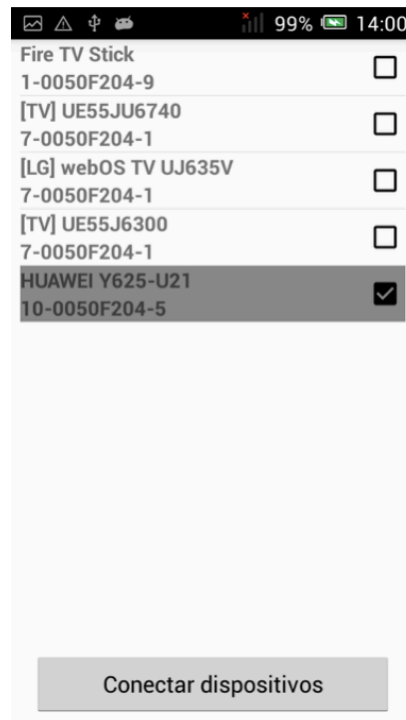 99% 14:00
Fire TV Stick
1-0050F204-9
[TV] UE55JU6740
7-0050F204-1
[LG] webOS TV UJ635V
7-0050F204-1
[TV] UE55J6300
7-0050F204-1
HUAWEI Y625-U21
10-0050F204-5
Conectar dispositivos